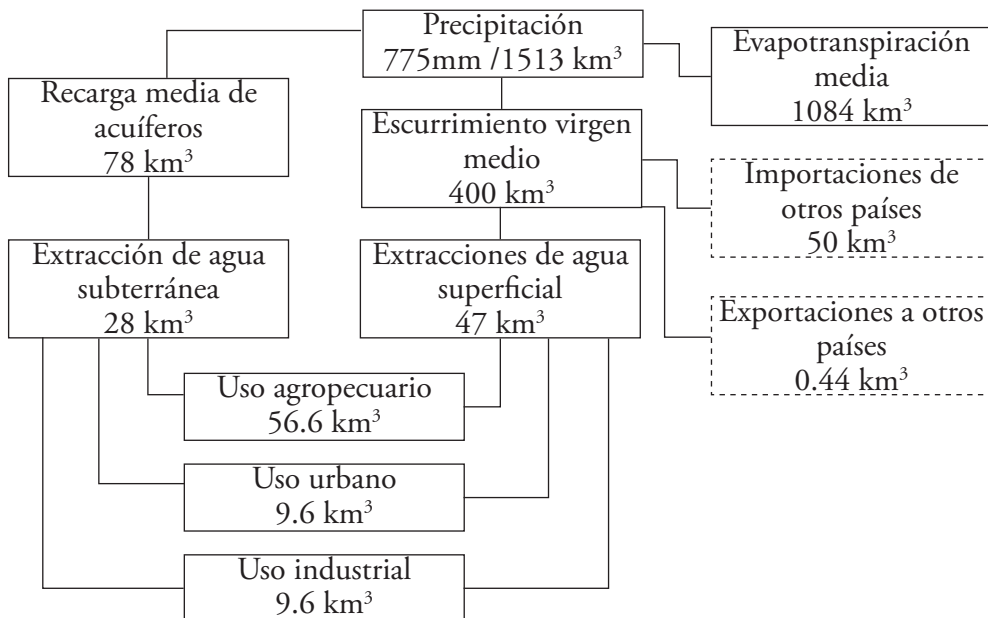 Precipitación
775mm /1513 km³
Evapotranspiración
media
1084 km³
Recarga media de
acuíferos
78 km³
Escurrimiento virgen
medio
400 km³
Importaciones de
otros países
50 km³
Extracción de agua
subterránea
28 km³
Extracciones de agua
superficial
47 km³
Exportaciones a otros
países
0.44 km³
Uso agropecuario
56.6 km³
Uso urbano
9.6 km³
Uso industrial
9.6 km³